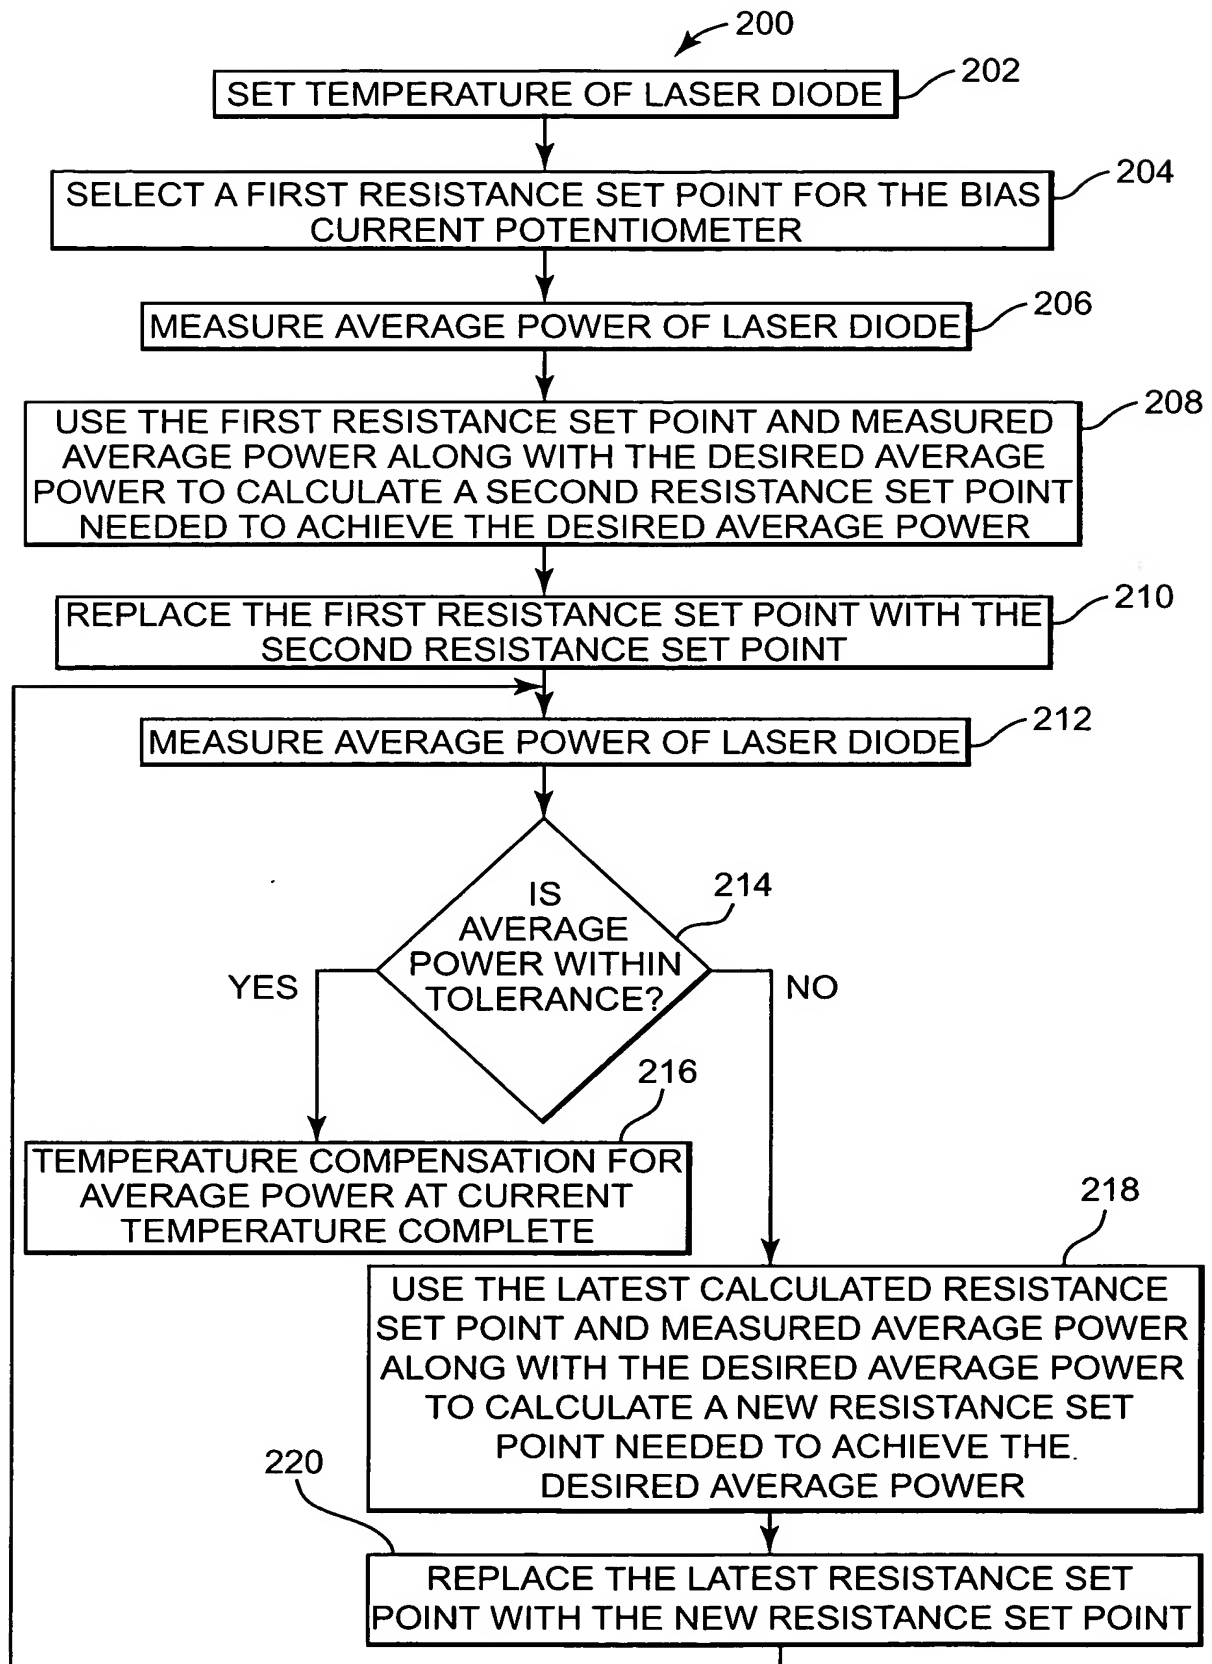 200
SET TEMPERATURE OF LASER DIODE
202
SELECT A FIRST RESISTANCE SET POINT FOR THE BIAS
CURRENT POTENTIOMETER
204
MEASURE AVERAGE POWER OF LASER DIODE
206
USE THE FIRST RESISTANCE SET POINT AND MEASURED
AVERAGE POWER ALONG WITH THE DESIRED AVERAGE
POWER TO CALCULATE A SECOND RESISTANCE SET POINT
NEEDED TO ACHIEVE THE DESIRED AVERAGE POWER
208
REPLACE THE FIRST RESISTANCE SET POINT WITH THE
SECOND RESISTANCE SET POINT
210
MEASURE AVERAGE POWER OF LASER DIODE
212
IS
AVERAGE
POWER WITHIN
TOLERANCE?
214
YES
NO
216
TEMPERATURE COMPENSATION FOR
AVERAGE POWER AT CURRENT
TEMPERATURE COMPLETE
218
USE THE LATEST CALCULATED RESISTANCE
SET POINT AND MEASURED AVERAGE POWER
ALONG WITH THE DESIRED AVERAGE POWER
TO CALCULATE A NEW RESISTANCE SET
POINT NEEDED TO ACHIEVE THE
DESIRED AVERAGE POWER
220
REPLACE THE LATEST RESISTANCE SET
POINT WITH THE NEW RESISTANCE SET POINT